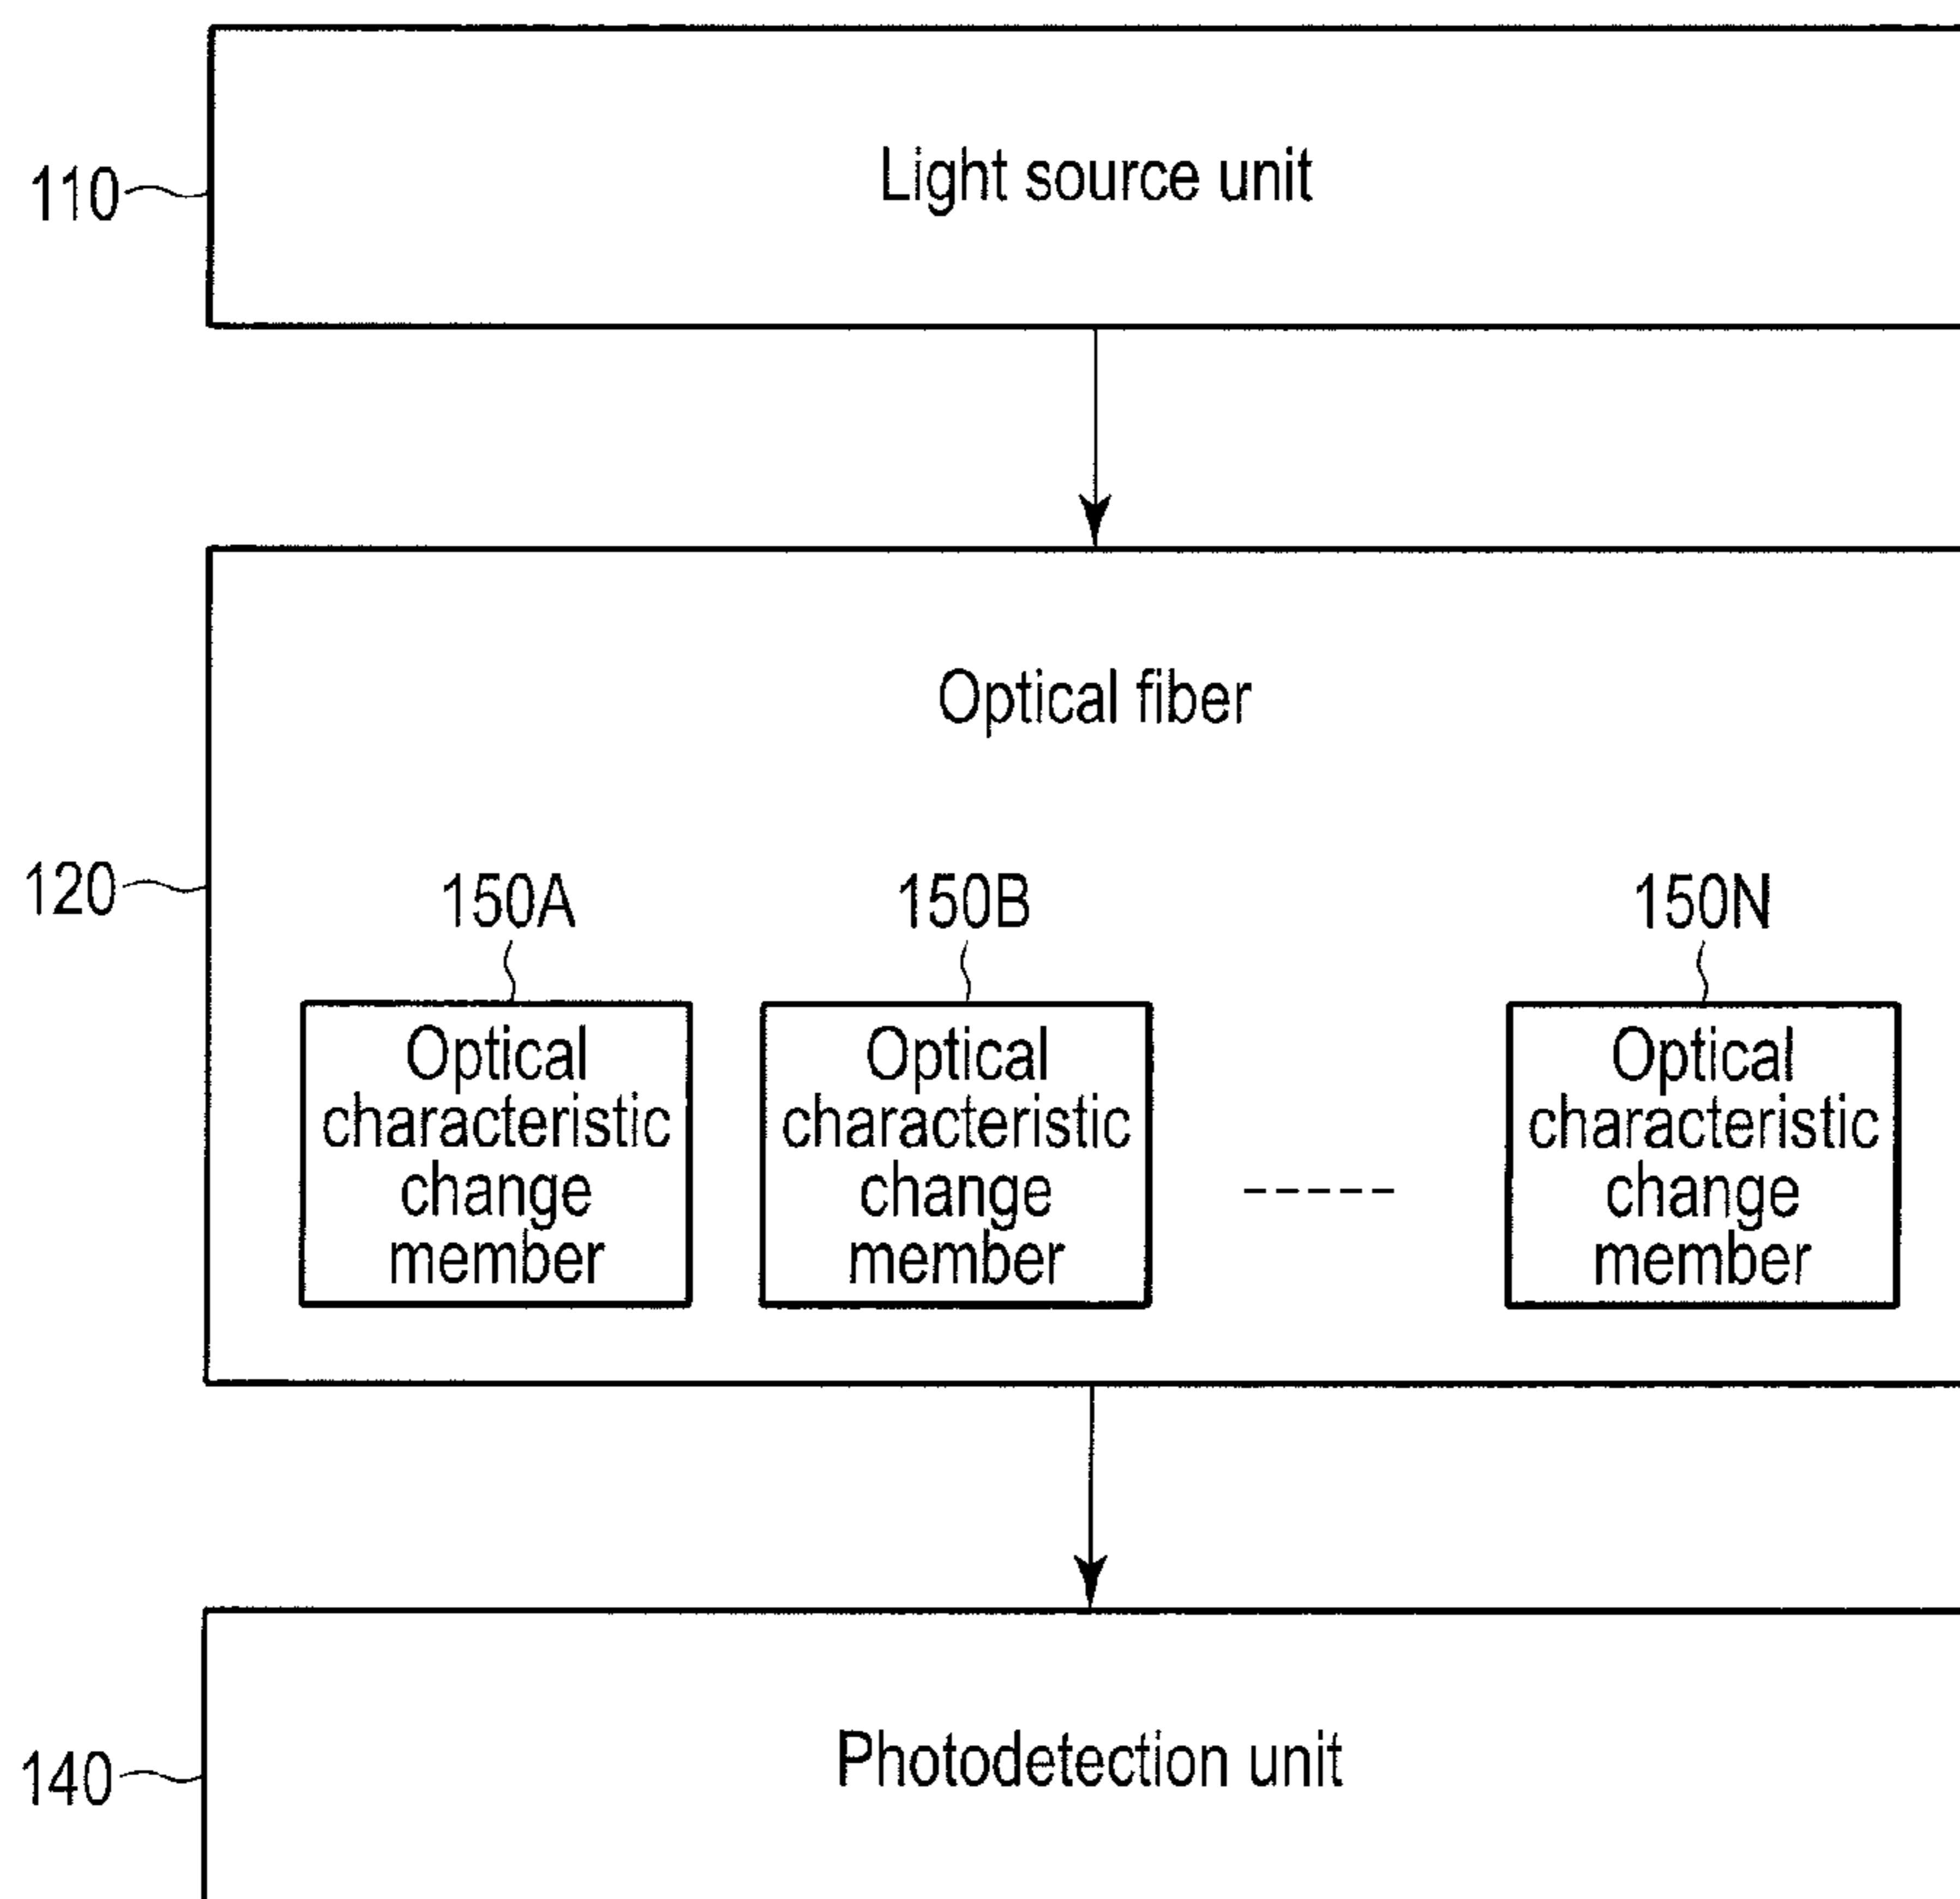 110
Light source unit
Optical fiber
120
150A
150B
150N
Optical
characteristic
change
member
Optical
characteristic
change
member
Optical
characteristic
change
member
140
Photodetection unit